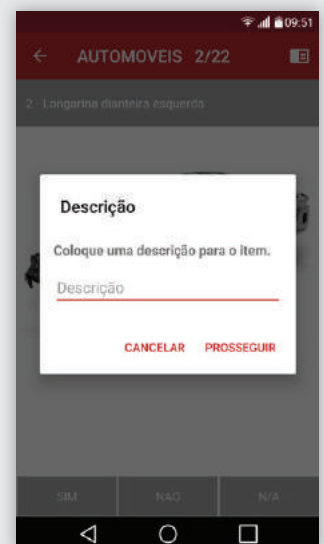 09:51
AUTOMOVEIS 2/22
2 - Longarina dianteira esquerda
Descrição
Coloque uma descrição para o item.
Descrição
CANCELAR PROSSEGUIR
SIM NAO N/A